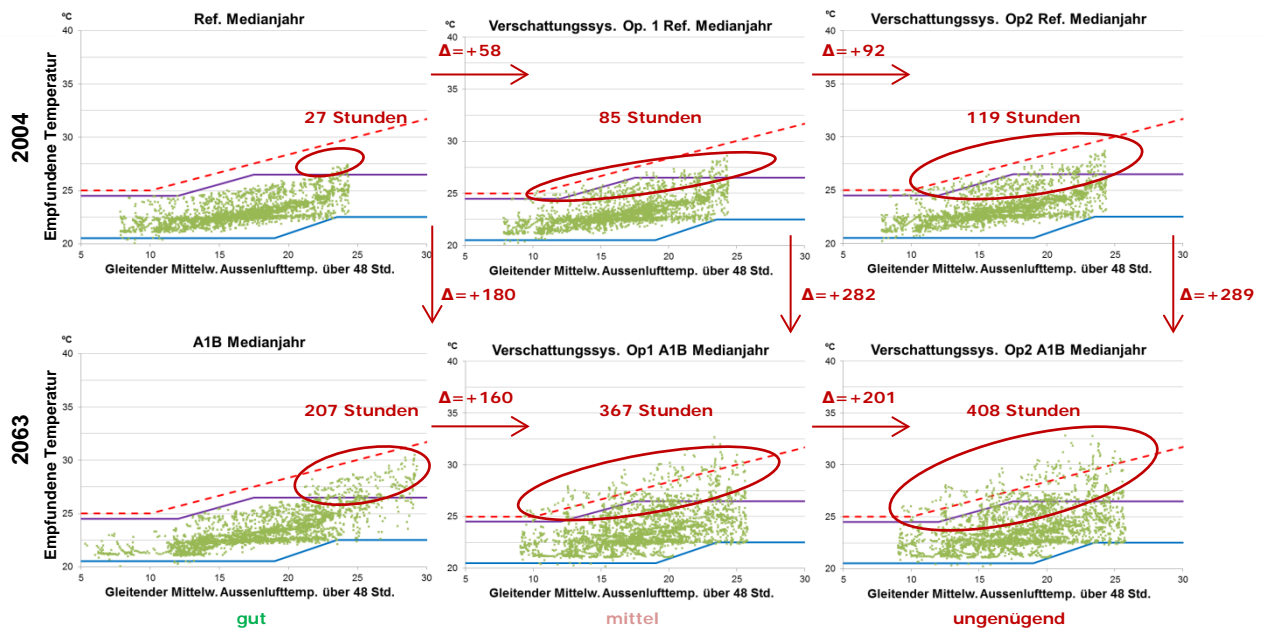 Ref. Medianjahr
Verschattungssys. Op. 1 Ref. Medianjahr
Verschattungssys. Op2 Ref. Medianjahr
2004
Empfundene Temperatur
°C
40
35
30
25
20
5
10
15
20
25
30
27 Stunden
Gleitender Mittelw. Aussenlufttemp. über 48 Std.
Δ=+58
°C
40
35
30
25
20
5
10
15
20
25
30
85 Stunden
Gleitender Mittelw. Aussenlufttemp. über 48 Std.
Δ=+92
°C
40
35
30
25
20
5
10
15
20
25
30
119 Stunden
Gleitender Mittelw. Aussenlufttemp. über 48 Std.
Δ=+180
Δ=+282
Δ=+289
A1B Medianjahr
Verschattungssys. Op1 A1B Medianjahr
Verschattungssys. Op2 A1B Medianjahr
2063
Empfundene Temperatur
°C
40
35
30
25
20
5
10
15
20
25
30
207 Stunden
Gleitender Mittelw. Aussenlufttemp. über 48 Std.
Δ=+160
°C
40
35
30
25
20
5
10
15
20
25
30
367 Stunden
Gleitender Mittelw. Aussenlufttemp. über 48 Std.
Δ=+201
°C
40
35
30
25
20
5
10
15
20
25
30
408 Stunden
Gleitender Mittelw. Aussenlufttemp. über 48 Std.
gut
mittel
ungenügend